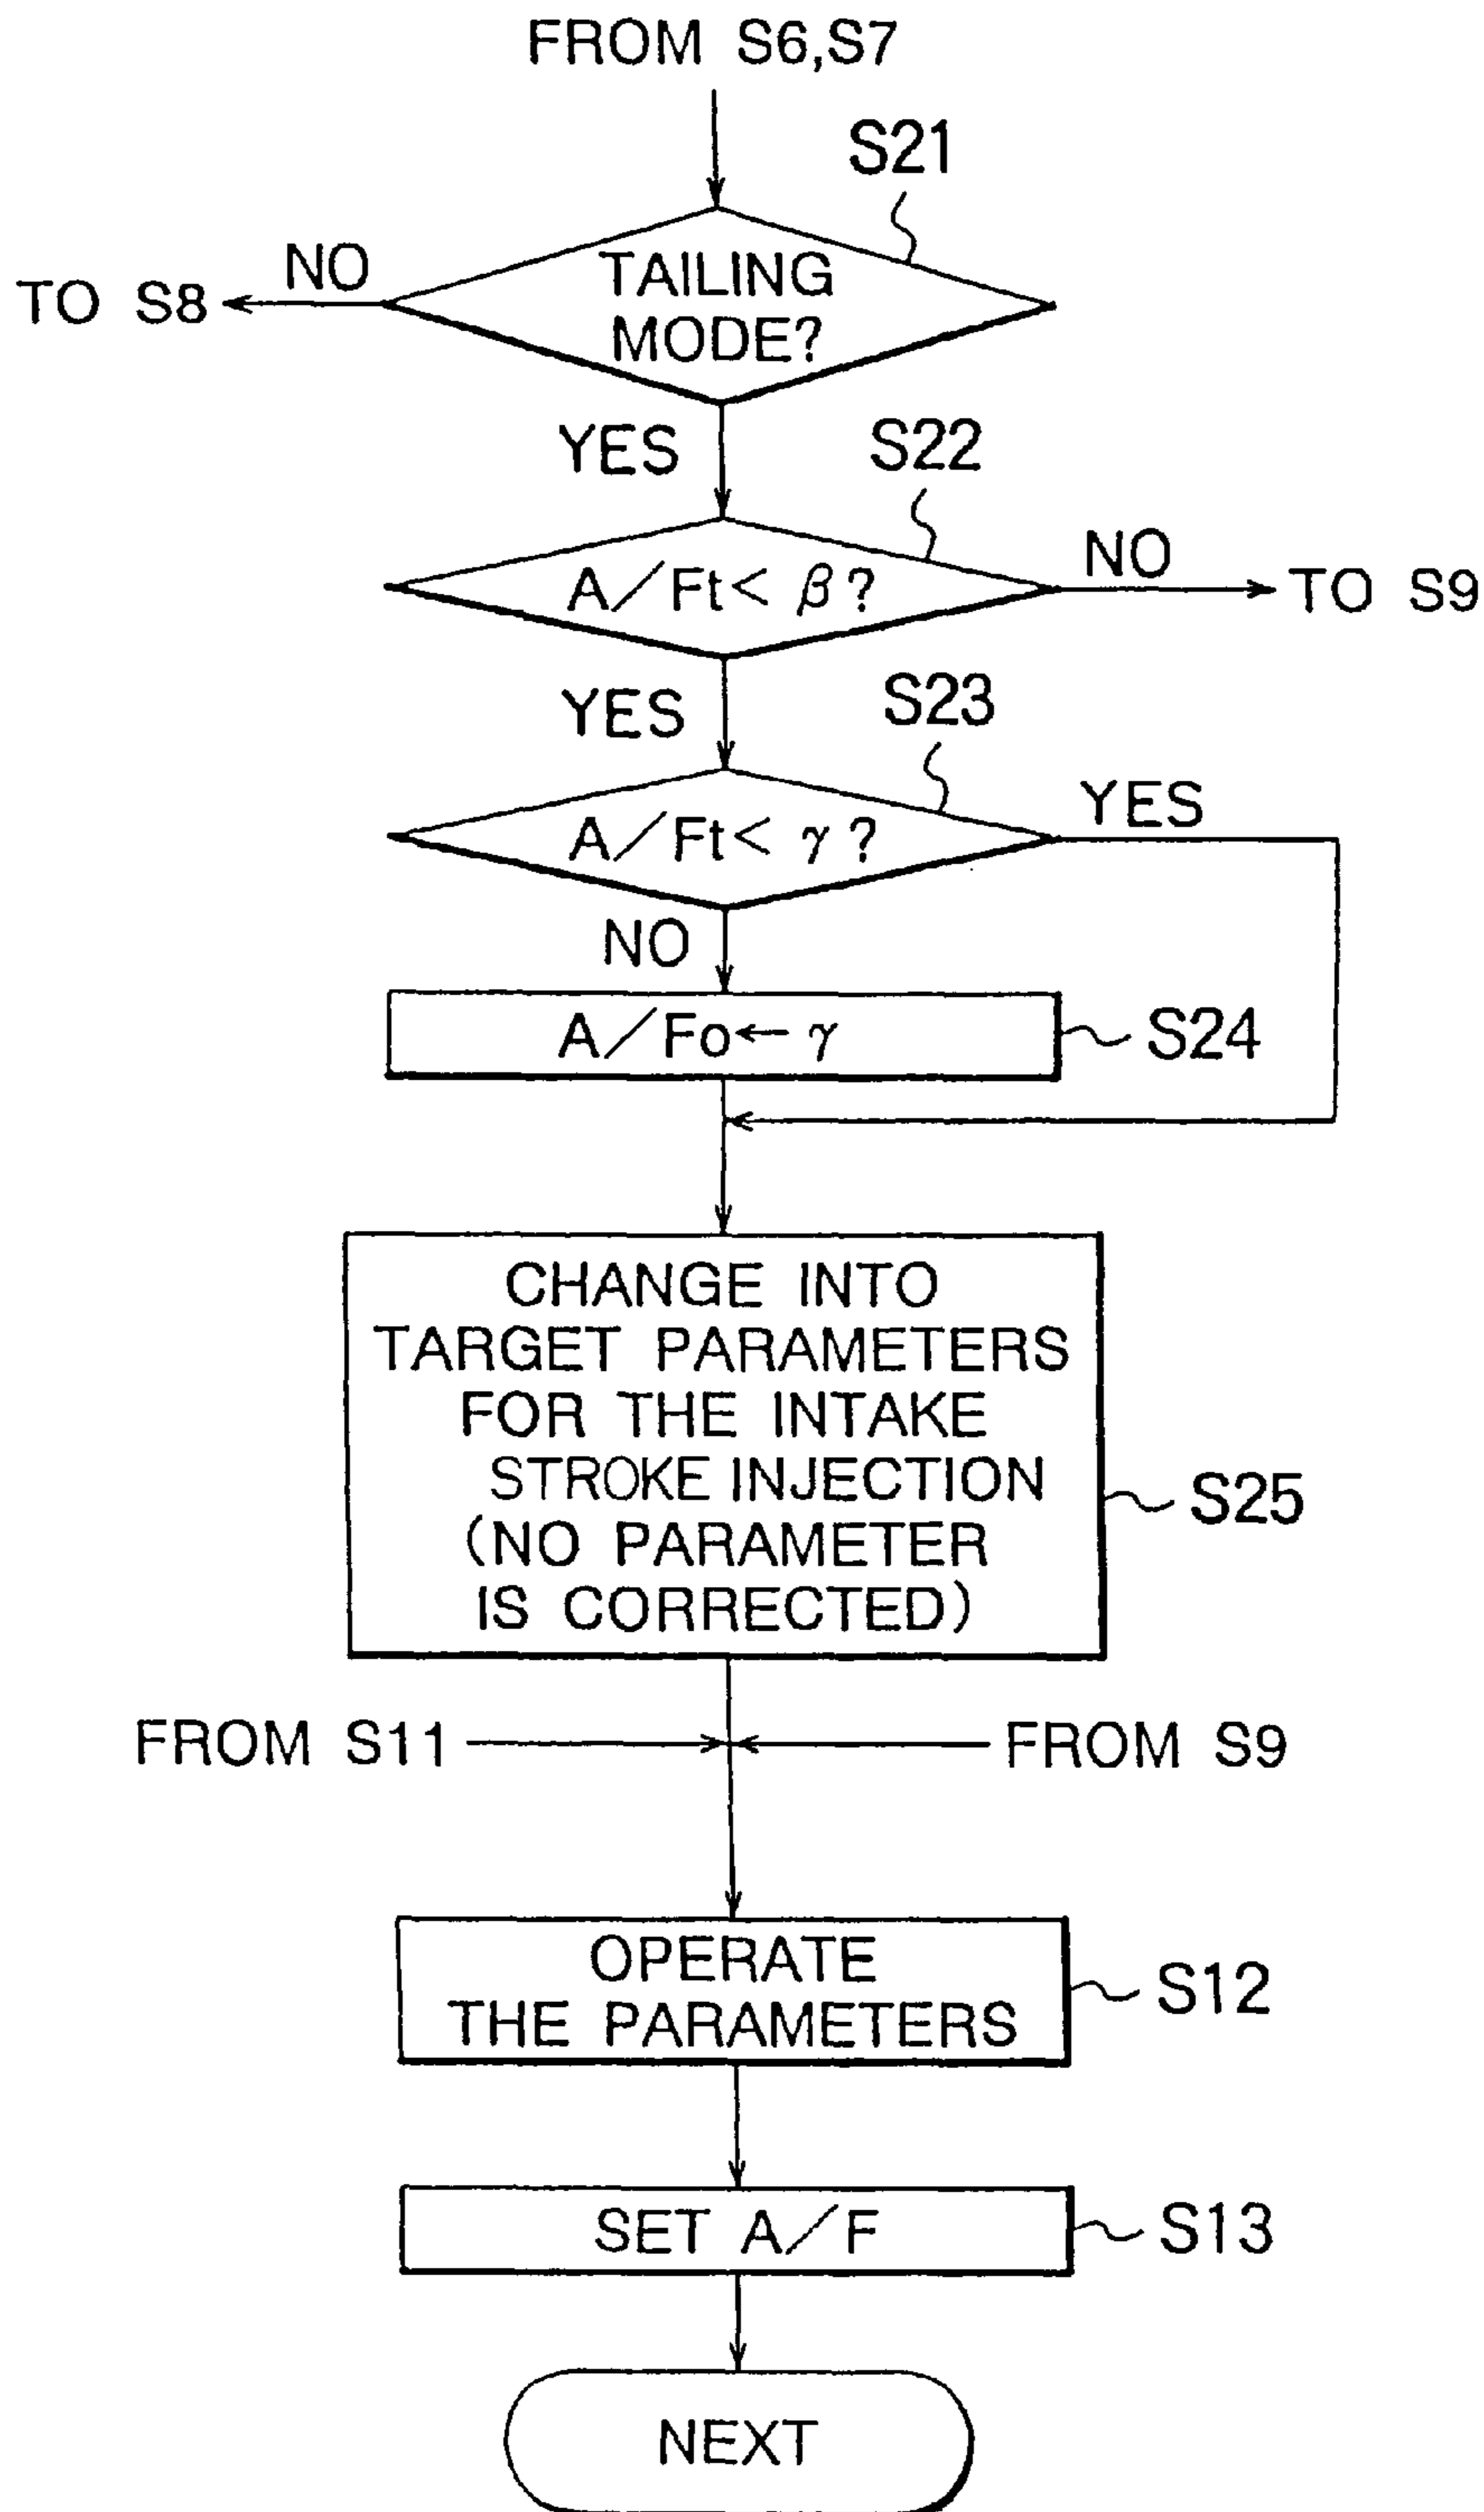 FROM S6,S7
S21
NO
TO S8
TAILING
MODE?
YES
S22
NO
A/Ft< β?
TO S9
YES
S23
YES
A/Ft< γ?
NO
A/Fo← γ
S24
CHANGE INTO
TARGET PARAMETERS
FOR THE INTAKE
STROKE INJECTION
(NO PARAMETER
IS CORRECTED)
S25
FROM S11
FROM S9
OPERATE
THE PARAMETERS
S12
SET A/F
S13
NEXT